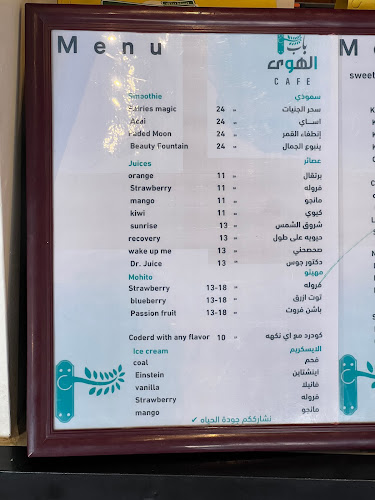 Menu
باب
الهوى
CAFE
Smoothie سموذي
Fairies magic 24 سحر الجنيات
Acai 24 اساي
Faded Moon 24 إنطفاء القمر
Beauty Fountain 24 ينبوع الجمال
Juices عصائر
orange 11 برتقال
Strawberry 11 فروله
mango 11 مانجو
kiwi 11 كيوي
sunrise 13 شروق الشمس
recovery 13 حيويه على طول
wake up me 13 صحصحني
Dr. Juice 13 دكتور جوس
Mohito مهيتو
Strawberry 13-18 فروله
blueberry 13-18 توت ازرق
Passion fruit 13-18 باشن فروت
Coderd with any flavor 10 كودرد مع اي نكهه
Ice cream الايسكريم
coal فحم
Einstein اينشتاين
vanilla فانيلا
Strawberry فروله
mango مانجو
نشارككم جودة الحياه ✓
M
sweet